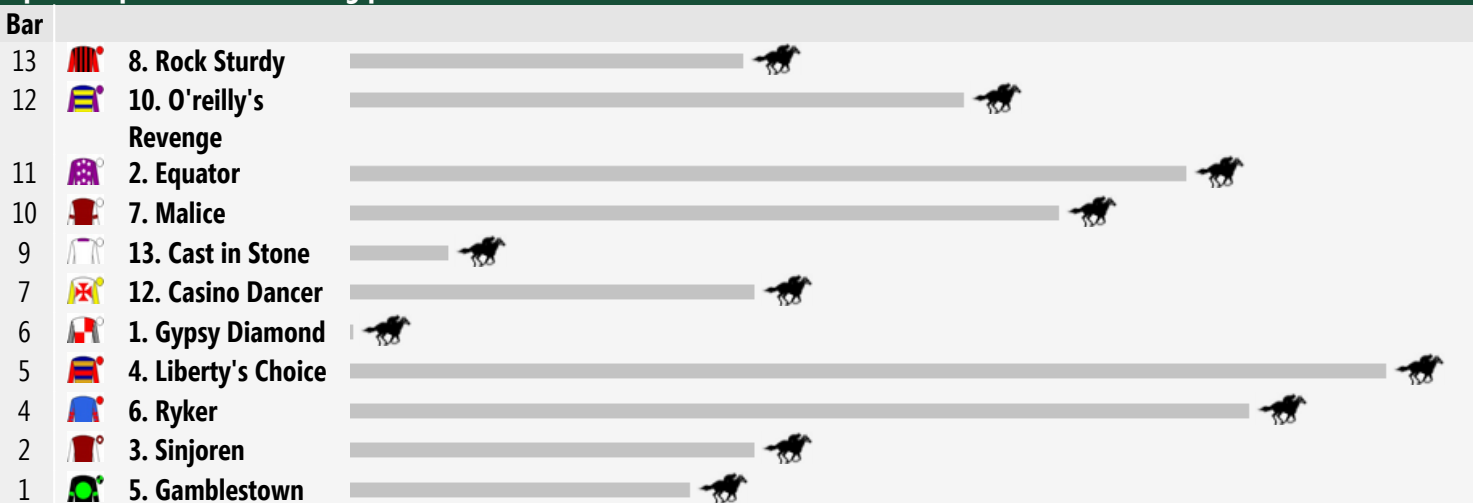 Bar
13 8. Rock Sturdy
12 10. O'reilly's
Revenge
11 2. Equator
10 7. Malice
9 13. Cast in Stone
7 12. Casino Dancer
6 1. Gypsy Diamond
5 4. Liberty's Choice
4 6. Ryker
2 3. Sinjoren
1 5. Gamblestown